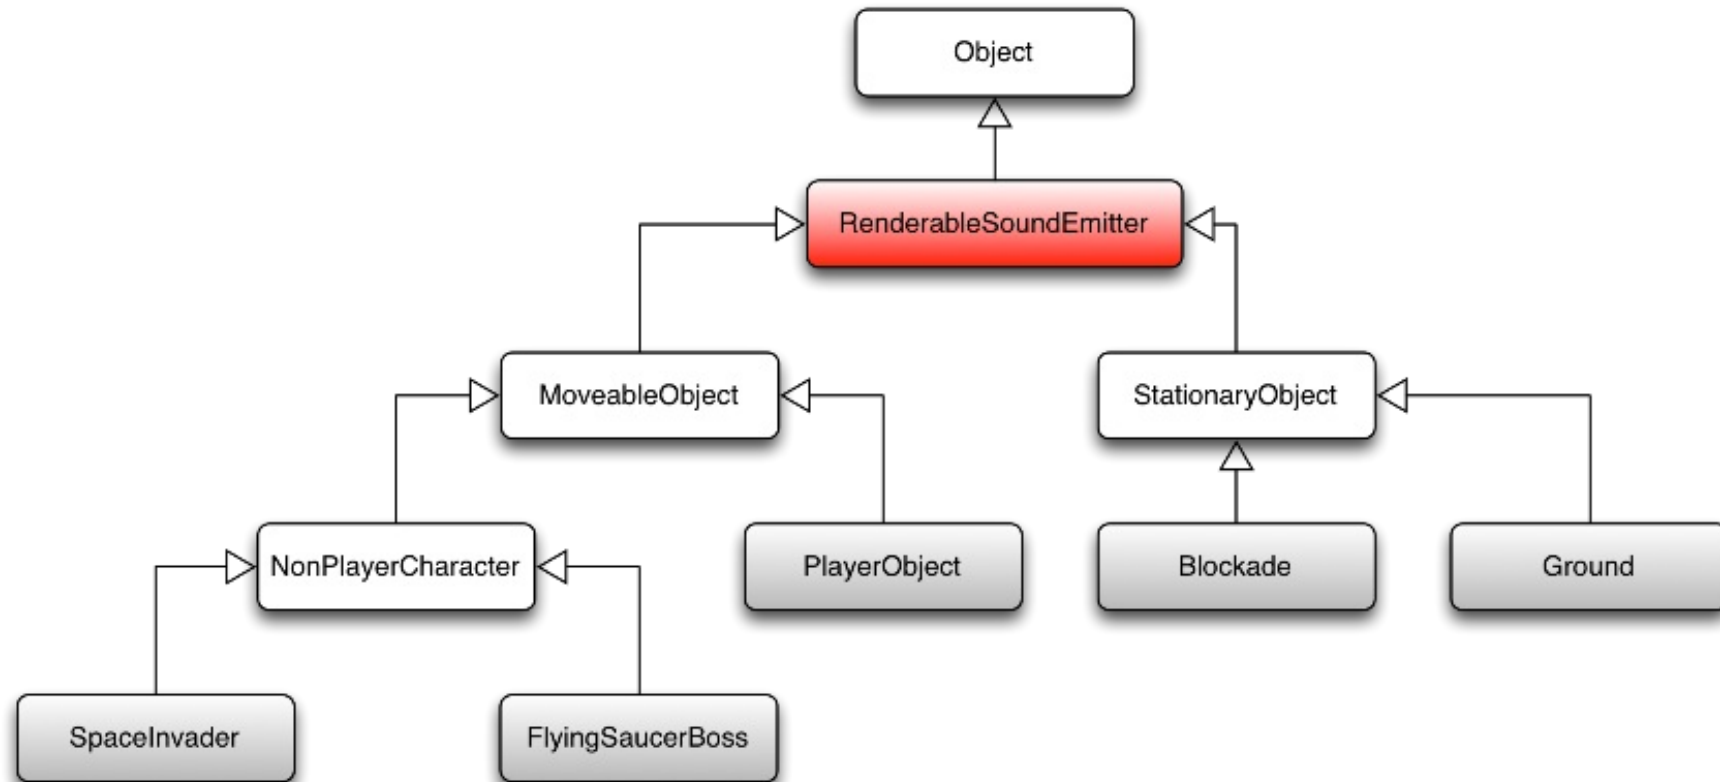 Object
RenderableSoundEmitter
MoveableObject
StationaryObject
NonPlayerCharacter
PlayerObject
Blockade
Ground
SpaceInvader
FlyingSaucerBoss